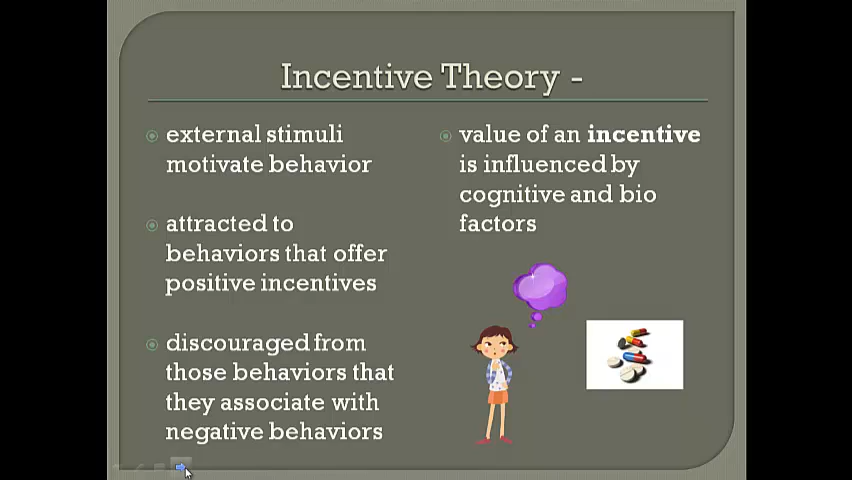 Incentive Theory -
external stimuli
motivate behavior
attracted to
behaviors that offer
positive incentives
discouraged from
those behaviors that
they associate with
negative behaviors
value of an incentive
is influenced by
cognitive and bio
factors